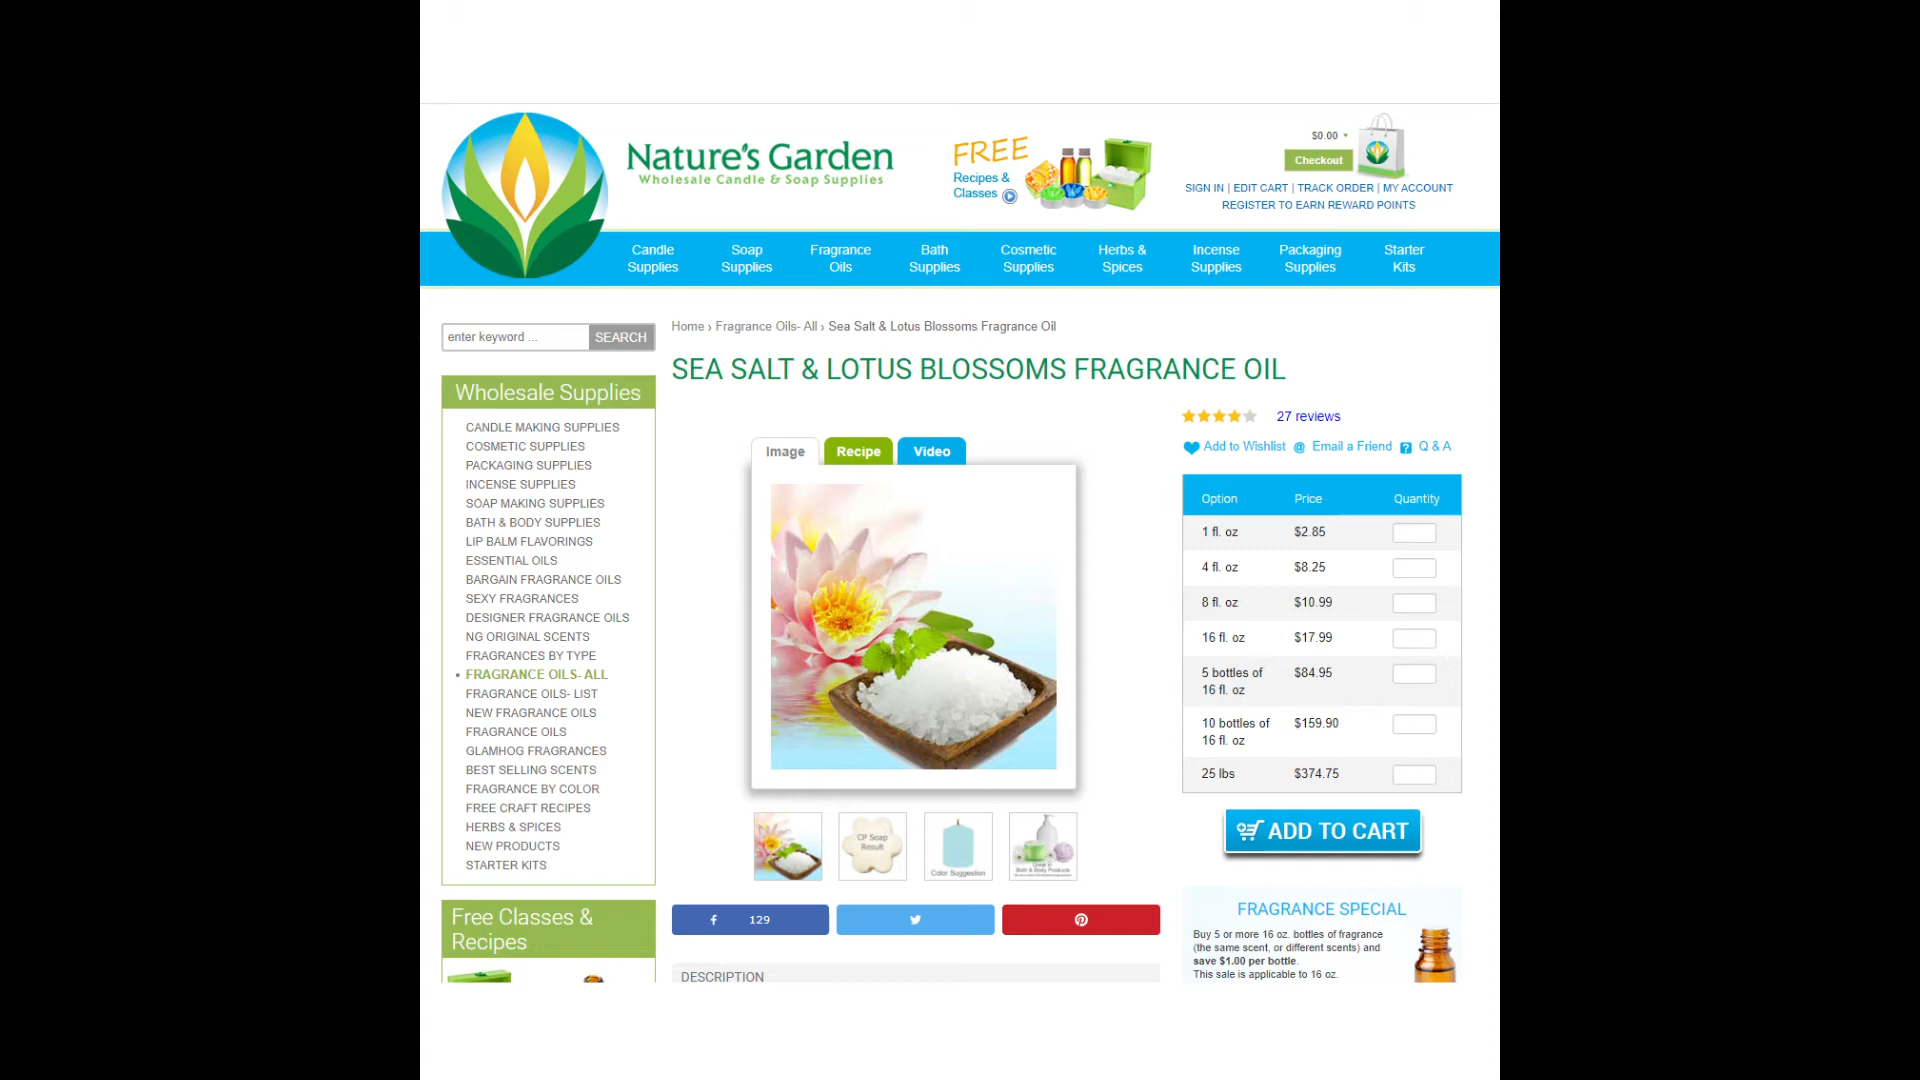 Nature's Garden
Wholesale Candle & Soap Supplies
FREE
Recipes &
Classes
$0.00
Checkout
SIGN IN | EDIT CART | TRACK ORDER | MY ACCOUNT
REGISTER TO EARN REWARD POINTS
Candle Supplies
Soap Supplies
Fragrance Oils
Bath Supplies
Cosmetic Supplies
Herbs & Spices
Incense Supplies
Packaging Supplies
Starter Kits
enter keyword ...
SEARCH
Home › Fragrance Oils- All › Sea Salt & Lotus Blossoms Fragrance Oil
SEA SALT & LOTUS BLOSSOMS FRAGRANCE OIL
Wholesale Supplies
CANDLE MAKING SUPPLIES
COSMETIC SUPPLIES
PACKAGING SUPPLIES
INCENSE SUPPLIES
SOAP MAKING SUPPLIES
BATH & BODY SUPPLIES
LIP BALM FLAVORINGS
ESSENTIAL OILS
BARGAIN FRAGRANCE OILS
SEXY FRAGRANCES
DESIGNER FRAGRANCE OILS
NG ORIGINAL SCENTS
FRAGRANCES BY TYPE
FRAGRANCE OILS- ALL
FRAGRANCE OILS- LIST
NEW FRAGRANCE OILS
FRAGRANCE OILS
GLAMHOG FRAGRANCES
BEST SELLING SCENTS
FRAGRANCE BY COLOR
FREE CRAFT RECIPES
HERBS & SPICES
NEW PRODUCTS
STARTER KITS
Free Classes &
Recipes
Image
Recipe
Video
CP Soap
Result
Color Suggestion
Bath & Body Products
129
DESCRIPTION
27 reviews
Add to Wishlist @ Email a Friend ? Q & A
Option Price Quantity
1 fl. oz $2.85
4 fl. oz $8.25
8 fl. oz $10.99
16 fl. oz $17.99
5 bottles of $84.95
16 fl. oz
10 bottles of $159.90
16 fl. oz
25 lbs $374.75
ADD TO CART
FRAGRANCE SPECIAL
Buy 5 or more 16 oz. bottles of fragrance
(the same scent, or different scents) and
save $1.00 per bottle.
This sale is applicable to 16 oz.